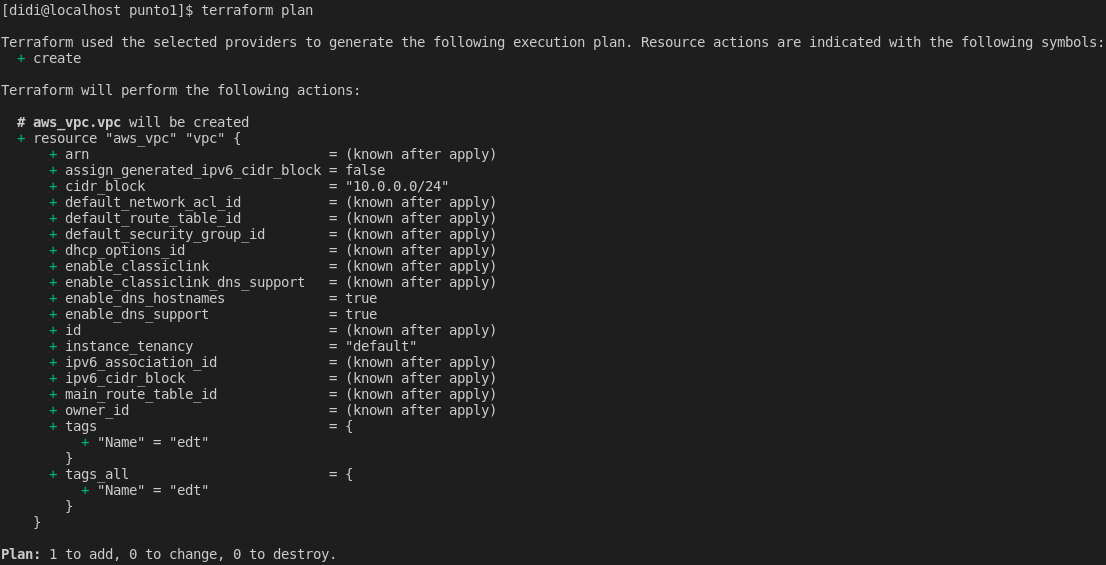 [didi@localhost punto1]$ terraform plan
Terraform used the selected providers to generate the following execution plan. Resource actions are indicated with the following symbols:
  + create
Terraform will perform the following actions:
  # aws_vpc.vpc will be created
  + resource "aws_vpc" "vpc" {
      + arn                              = (known after apply)
      + assign_generated_ipv6_cidr_block = false
      + cidr_block                       = "10.0.0.0/24"
      + default_network_acl_id           = (known after apply)
      + default_route_table_id           = (known after apply)
      + default_security_group_id        = (known after apply)
      + dhcp_options_id                  = (known after apply)
      + enable_classiclink               = (known after apply)
      + enable_classiclink_dns_support   = (known after apply)
      + enable_dns_hostnames             = true
      + enable_dns_support               = true
      + id                               = (known after apply)
      + instance_tenancy                 = "default"
      + ipv6_association_id              = (known after apply)
      + ipv6_cidr_block                  = (known after apply)
      + main_route_table_id              = (known after apply)
      + owner_id                         = (known after apply)
      + tags                             = {
          + "Name" = "edt"
        }
      + tags_all                         = {
          + "Name" = "edt"
        }
    }
Plan: 1 to add, 0 to change, 0 to destroy.